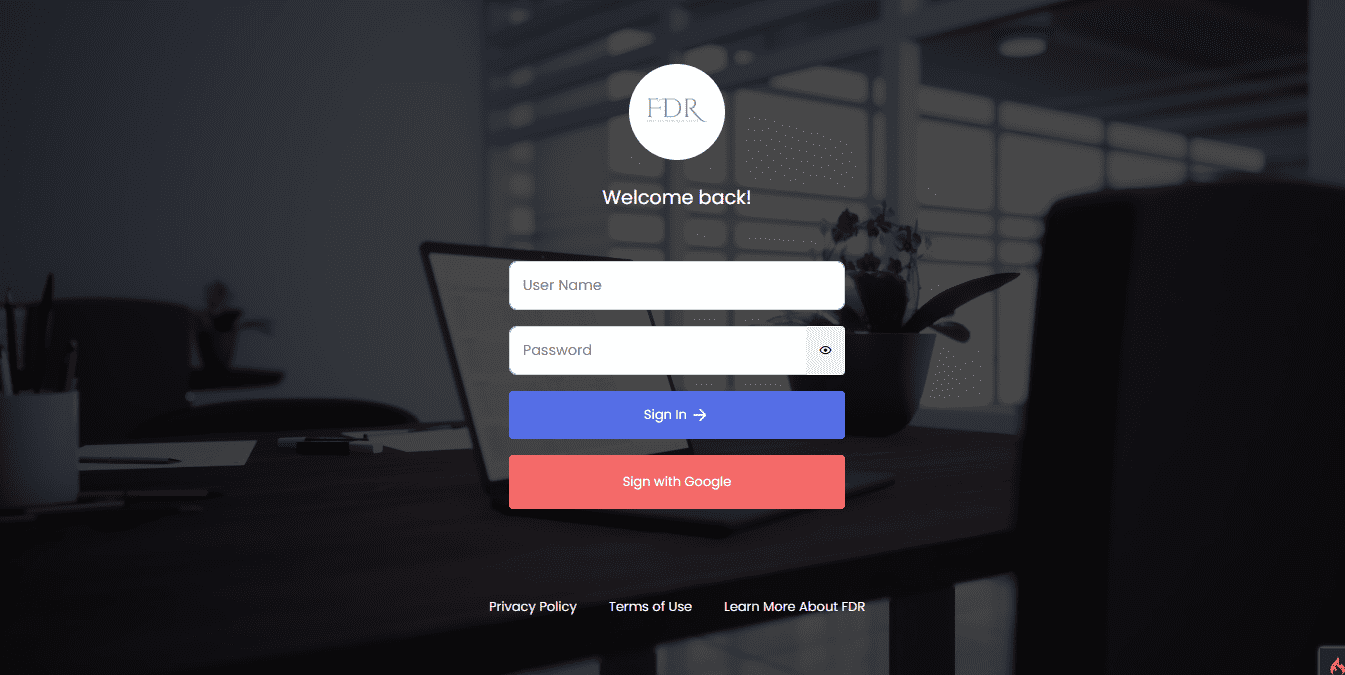 FDR
Welcome back!
User Name
Password
Sign In →
Sign with Google
Privacy Policy Terms of Use Learn More About FDR